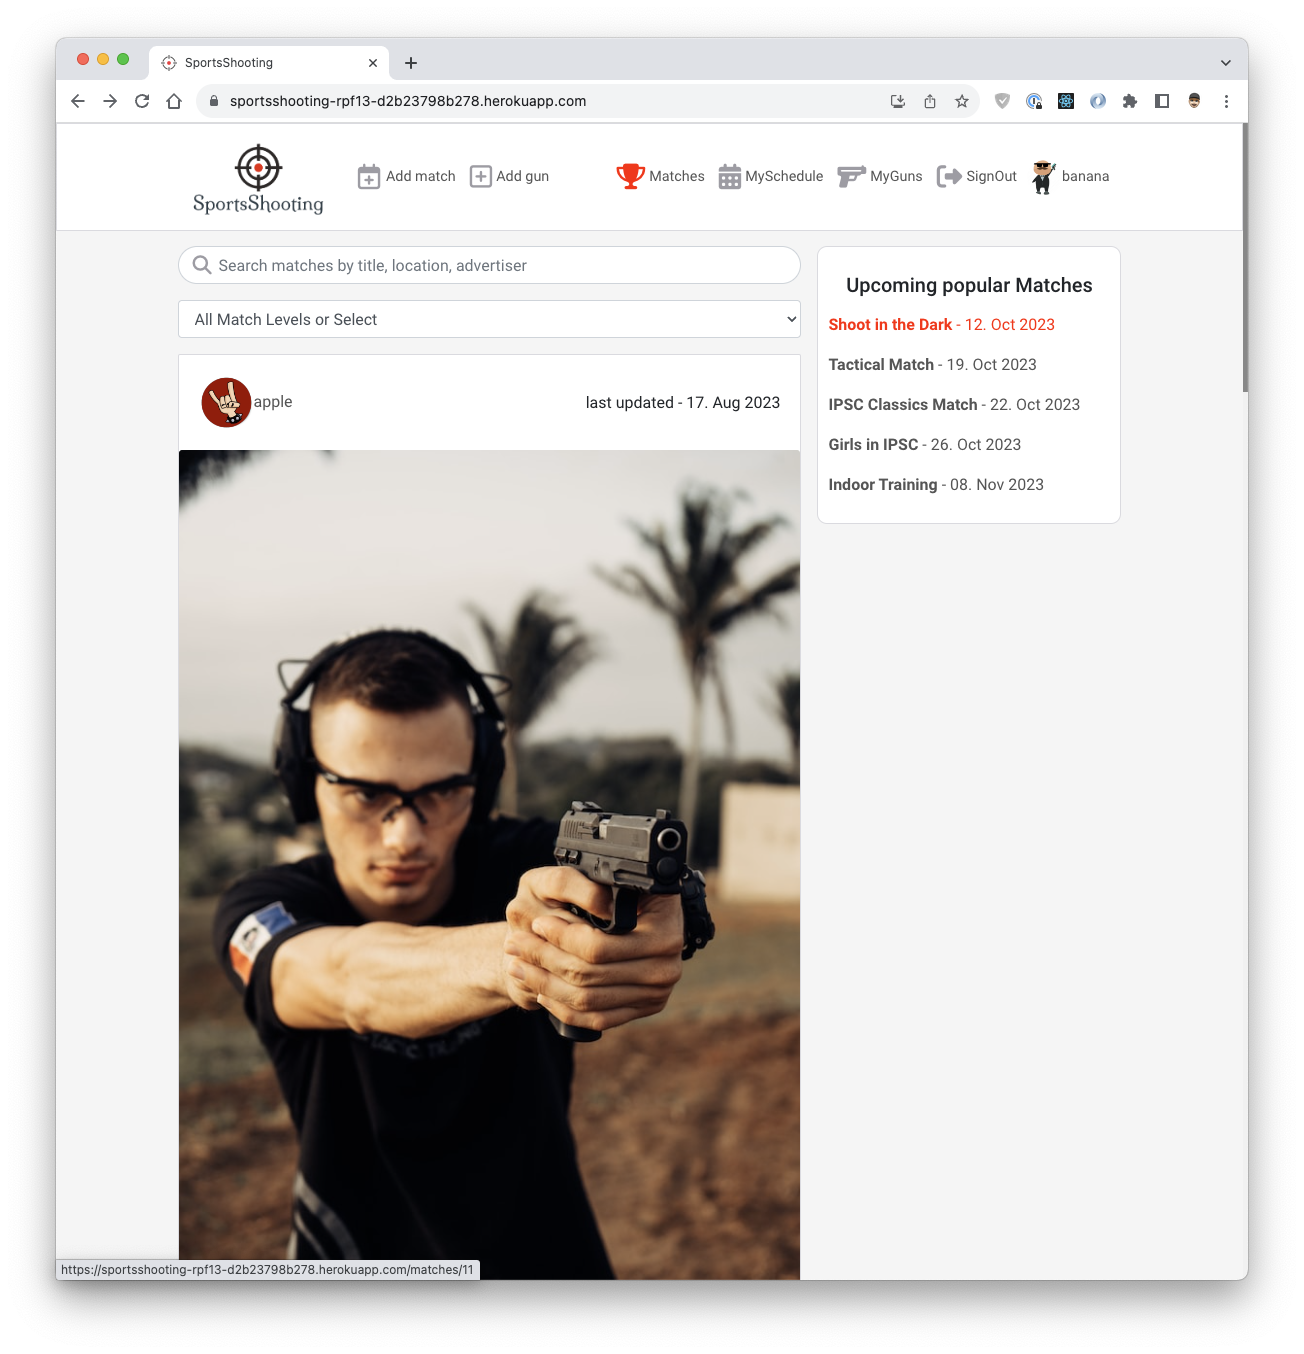 SportsShooting
sportsshooting-rpf13-d2b23798b278.herokuapp.com
SportsShooting
Add match
Add gun
Matches
MySchedule
MyGuns
SignOut
banana
Search matches by title, location, advertiser
All Match Levels or Select
apple
last updated - 17. Aug 2023
Upcoming popular Matches
Shoot in the Dark - 12. Oct 2023
Tactical Match - 19. Oct 2023
IPSC Classics Match - 22. Oct 2023
Girls in IPSC - 26. Oct 2023
Indoor Training - 08. Nov 2023
https://sportsshooting-rpf13-d2b23798b278.herokuapp.com/matches/11